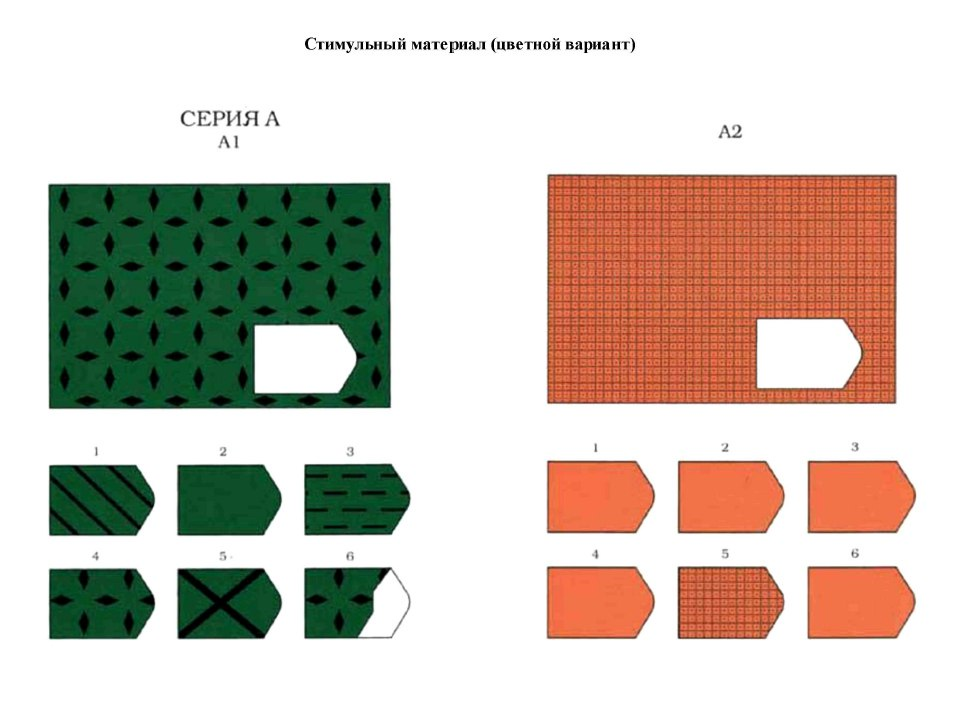 Стимульный материал (цветной вариант)
СЕРИЯ А
А1
А2
1 2 3
4 5 6
1 2 3
4 5 6